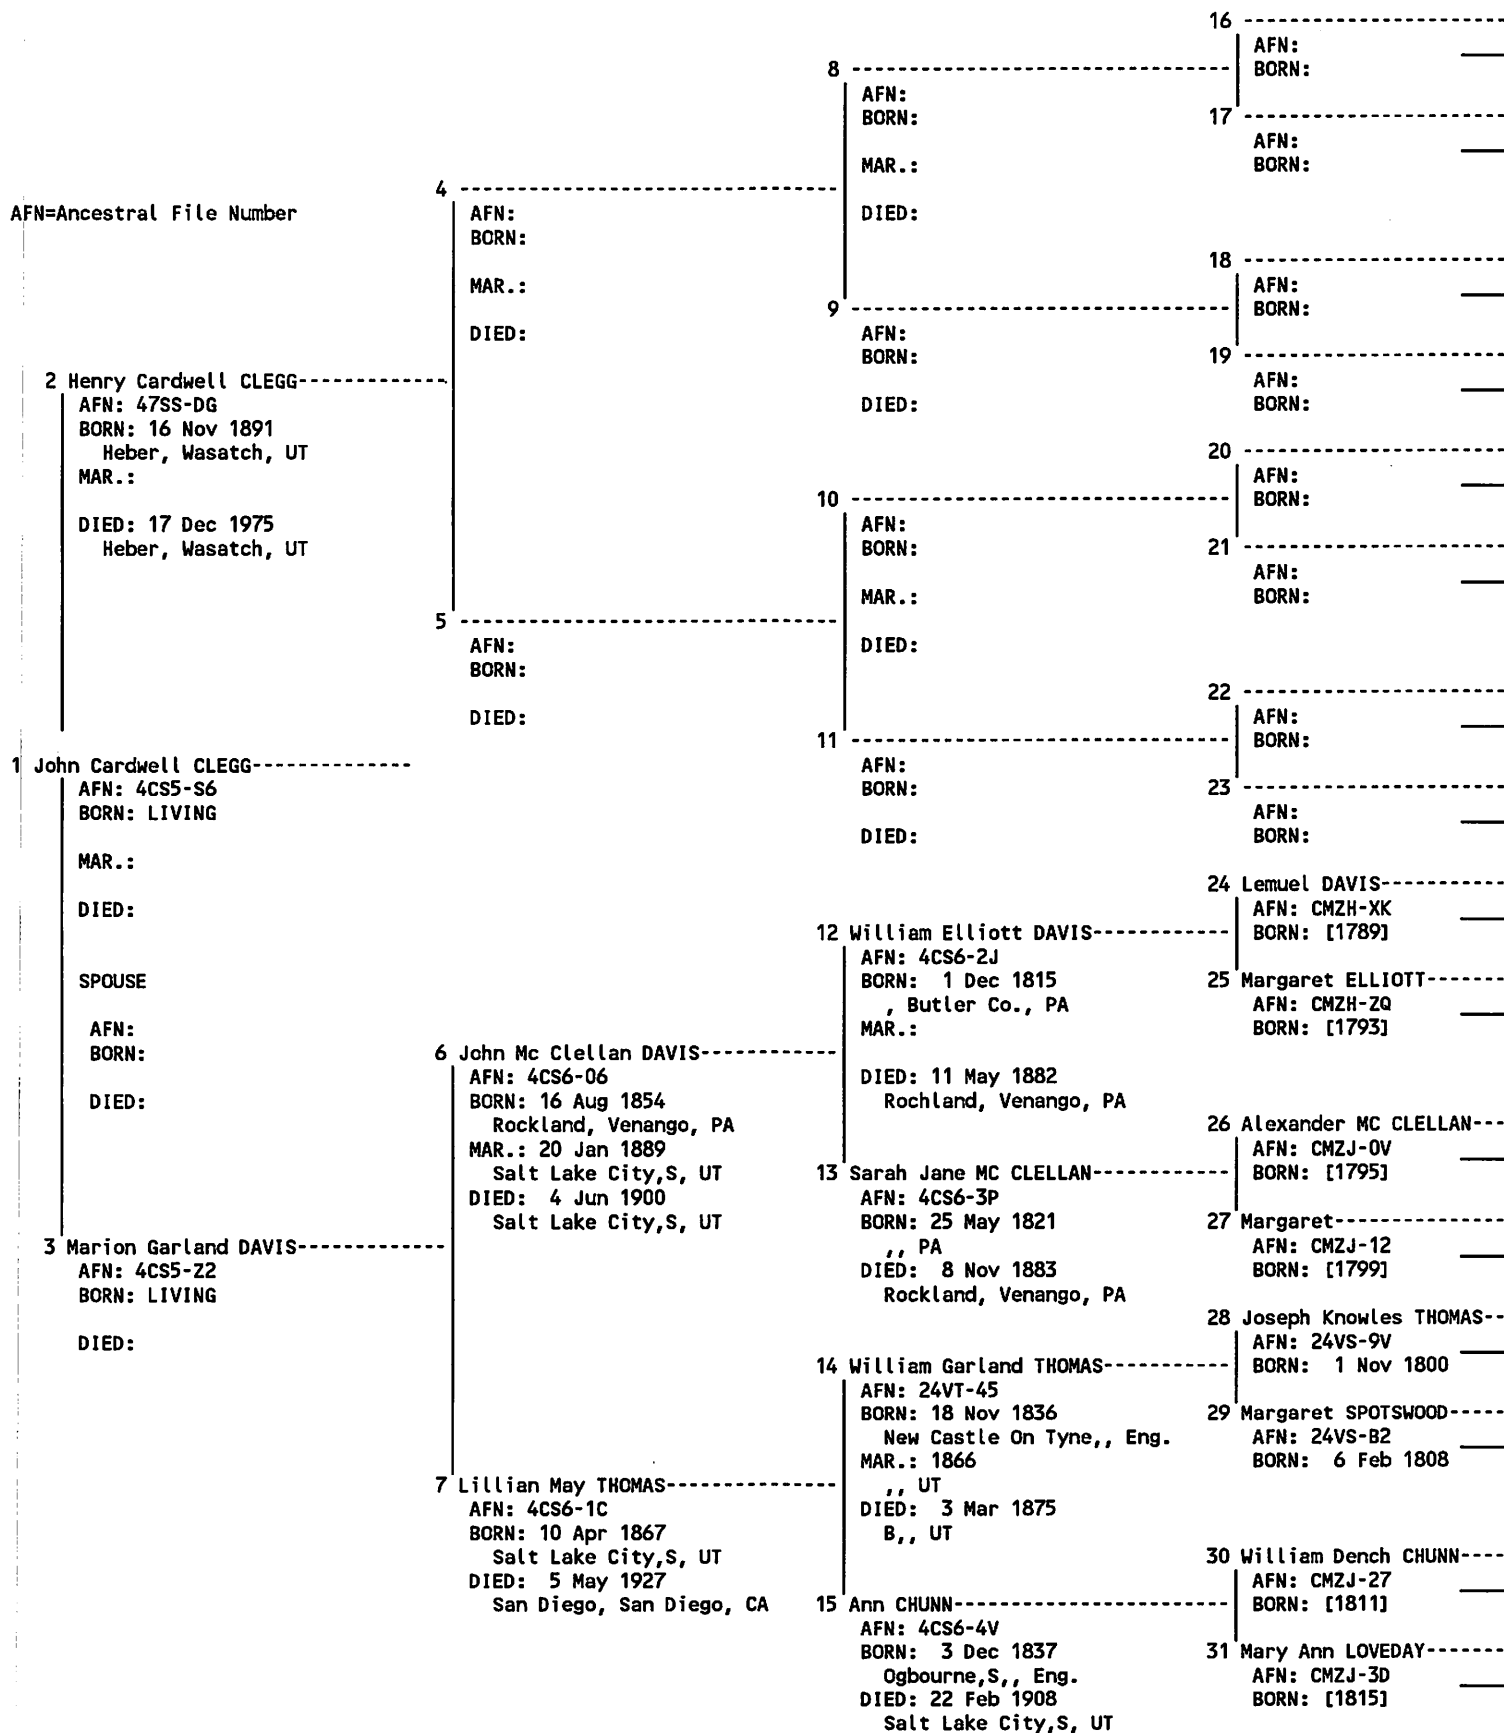 AFN=Ancestral File Number
1 John Cardwell CLEGG
AFN: 4CS5-S6
BORN: LIVING
MAR.:
DIED:
SPOUSE
AFN:
BORN:
DIED:
2 Henry Cardwell CLEGG
AFN: 47SS-DG
BORN: 16 Nov 1891
Heber, Wasatch, UT
MAR.:
DIED: 17 Dec 1975
Heber, Wasatch, UT
3 Marion Garland DAVIS
AFN: 4CS5-Z2
BORN: LIVING
DIED:
4
AFN:
BORN:
MAR.:
DIED:
5
AFN:
BORN:
DIED:
6 John Mc Clellan DAVIS
AFN: 4CS6-06
BORN: 16 Aug 1854
Rockland, Venango, PA
MAR.: 20 Jan 1889
Salt Lake City,S, UT
DIED: 4 Jun 1900
Salt Lake City,S, UT
7 Lillian May THOMAS
AFN: 4CS6-1C
BORN: 10 Apr 1867
Salt Lake City,S, UT
DIED: 5 May 1927
San Diego, San Diego, CA
8
AFN:
BORN:
MAR.:
DIED:
9
AFN:
BORN:
DIED:
10
AFN:
BORN:
MAR.:
DIED:
11
AFN:
BORN:
DIED:
12 William Elliott DAVIS
AFN: 4CS6-2J
BORN: 1 Dec 1815
, Butler Co., PA
MAR.:
DIED: 11 May 1882
Rochland, Venango, PA
13 Sarah Jane MC CLELLAN
AFN: 4CS6-3P
BORN: 25 May 1821
,, PA
DIED: 8 Nov 1883
Rockland, Venango, PA
14 William Garland THOMAS
AFN: 24VT-45
BORN: 18 Nov 1836
New Castle On Tyne,, Eng.
MAR.: 1866
,, UT
DIED: 3 Mar 1875
B,, UT
15 Ann CHUNN
AFN: 4CS6-4V
BORN: 3 Dec 1837
Ogbourne,S,, Eng.
DIED: 22 Feb 1908
Salt Lake City,S, UT
16
AFN:
BORN:
17
AFN:
BORN:
18
AFN:
BORN:
19
AFN:
BORN:
20
AFN:
BORN:
21
AFN:
BORN:
22
AFN:
BORN:
23
AFN:
BORN:
24 Lemuel DAVIS
AFN: CMZH-XK
BORN: [1789]
25 Margaret ELLIOTT
AFN: CMZH-ZQ
BORN: [1793]
26 Alexander MC CLELLAN
AFN: CMZJ-0V
BORN: [1795]
27 Margaret
AFN: CMZJ-12
BORN: [1799]
28 Joseph Knowles THOMAS
AFN: 24VS-9V
BORN: 1 Nov 1800
29 Margaret SPOTSWOOD
AFN: 24VS-B2
BORN: 6 Feb 1808
30 William Dench CHUNN
AFN: CMZJ-27
BORN: [1811]
31 Mary Ann LOVEDAY
AFN: CMZJ-3D
BORN: [1815]